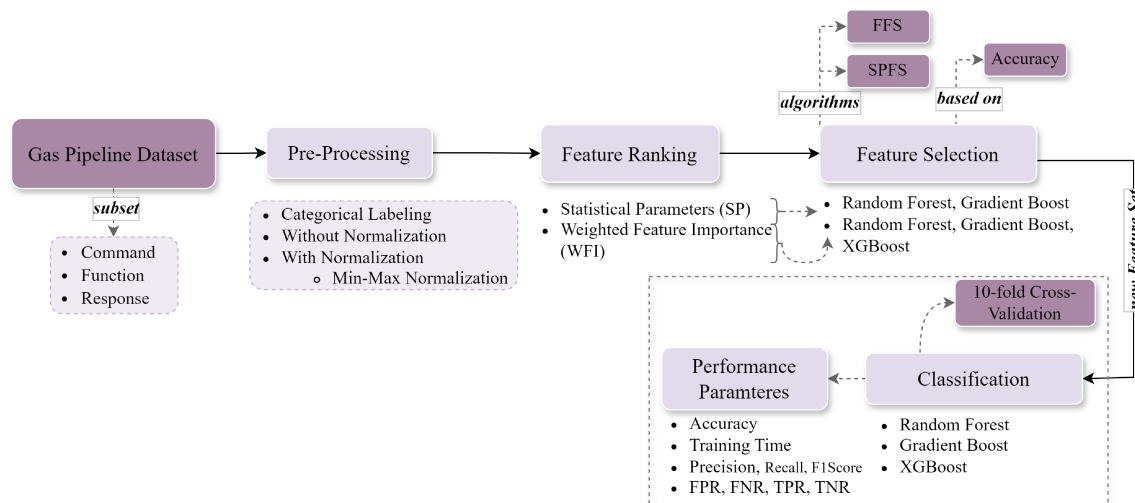 FFS
SPFS
Accuracy
algorithms
based on
Gas Pipeline Dataset
Pre-Processing
Feature Ranking
Feature Selection
subset
• Command
• Function
• Response
• Categorical Labeling
• Without Normalization
• With Normalization
o Min-Max Normalization
• Statistical Parameters (SP)
• Weighted Feature Importance
(WFI)
• Random Forest, Gradient Boost
• Random Forest, Gradient Boost,
XGBoost
Feature Set
10-fold Cross-
Validation
Performance
Paramteres
Classification
• Accuracy
• Training Time
• Precision, Recall, F1Score
• FPR, FNR, TPR, TNR
• Random Forest
• Gradient Boost
• XGBoost